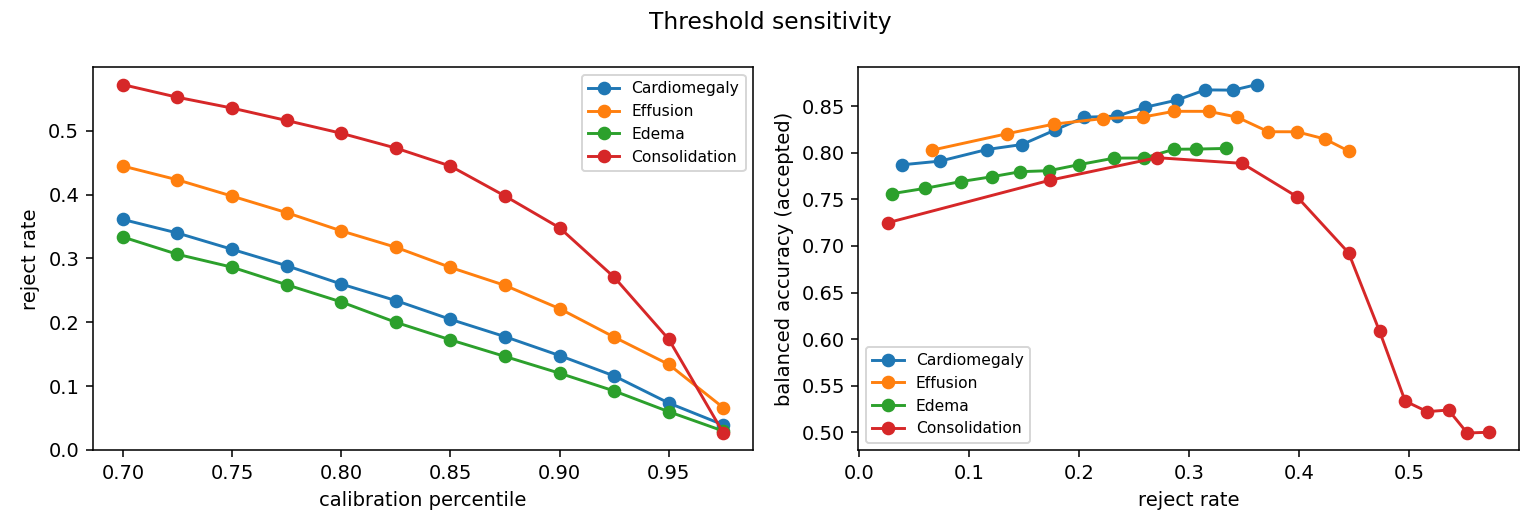 Threshold sensitivity
reject rate
0.5
0.4
0.3
0.2
0.1
0.0
Cardiomegaly
Effusion
Edema
Consolidation
0.70 0.75 0.80 0.85 0.90 0.95
calibration percentile
balanced accuracy (accepted)
0.85
0.80
0.75
0.70
0.65
0.60
0.55
0.50
Cardiomegaly
Effusion
Edema
Consolidation
0.0 0.1 0.2 0.3 0.4 0.5
reject rate